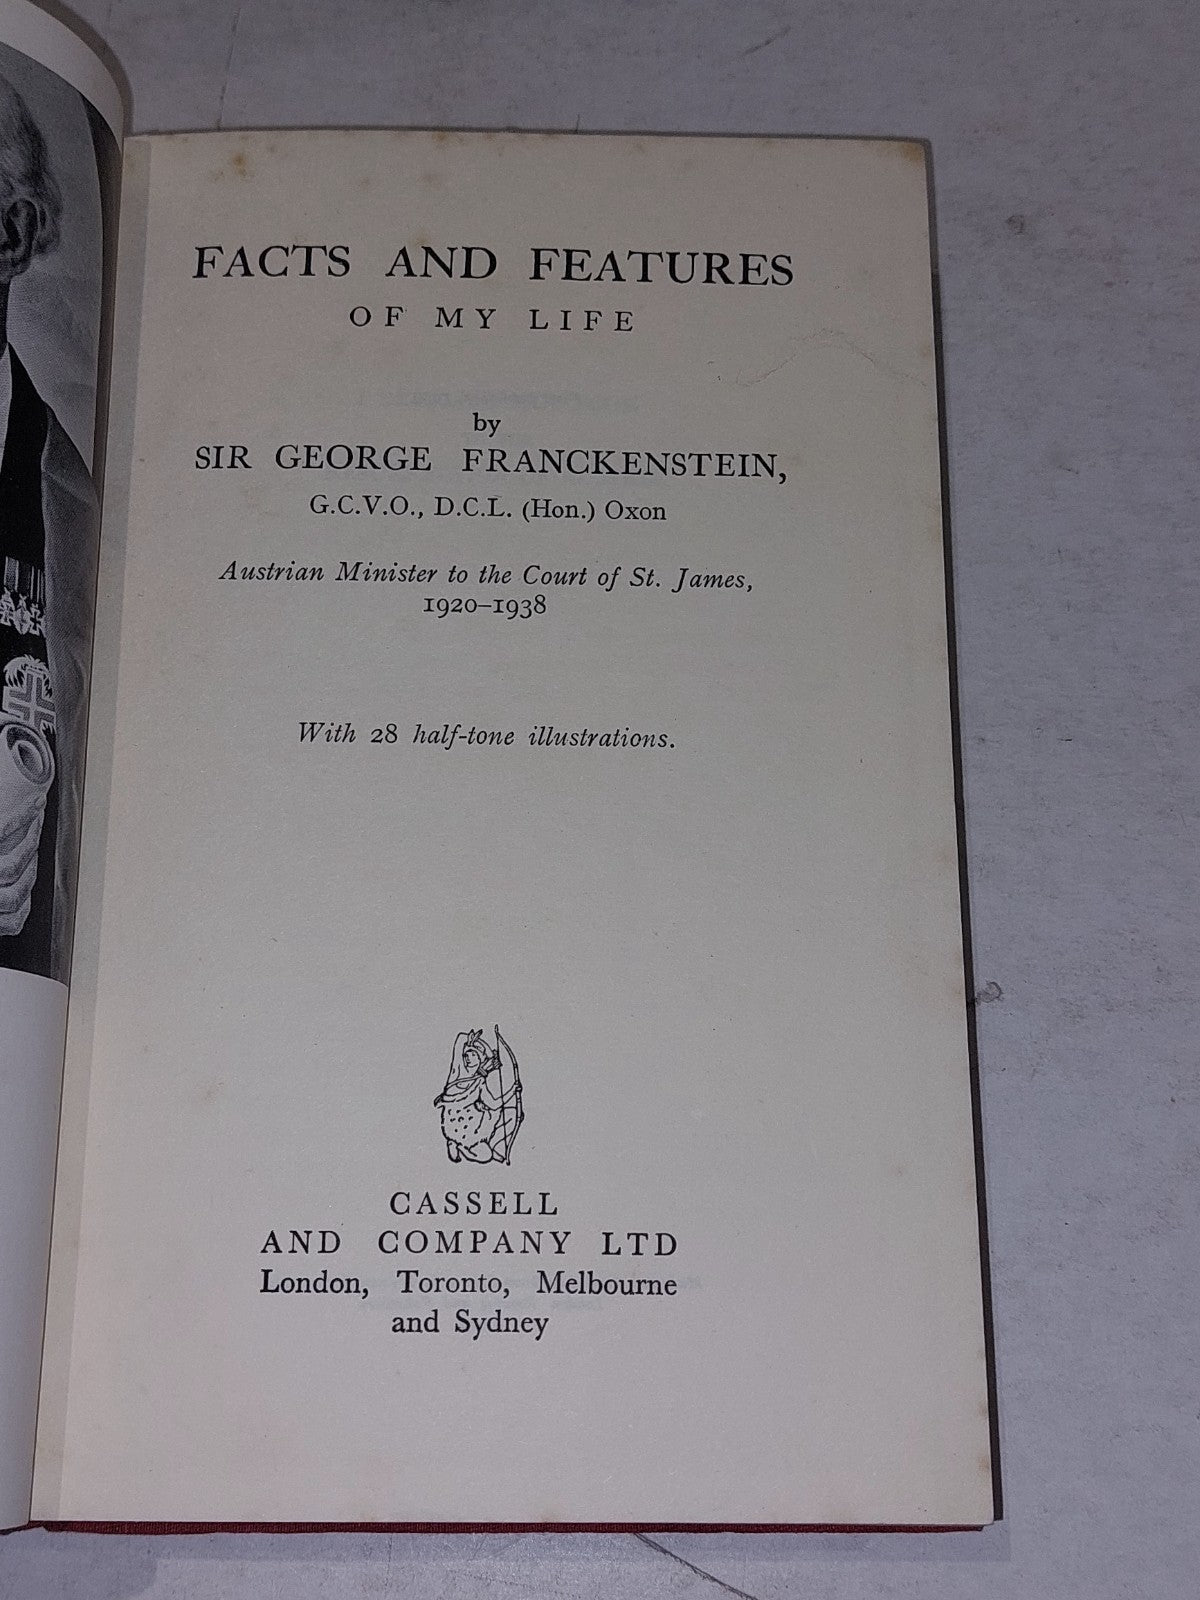 FACTS AND FEATURES
OF MY LIFE
by
SIR GEORGE FRANCKENSTEIN,
G.C.V.O., D.C.L. (Hon.) Oxon
Austrian Minister to the Court of St. James,
1920–1938
With 28 half-tone illustrations.
CASSELL
AND COMPANY LTD
London, Toronto, Melbourne
and Sydney